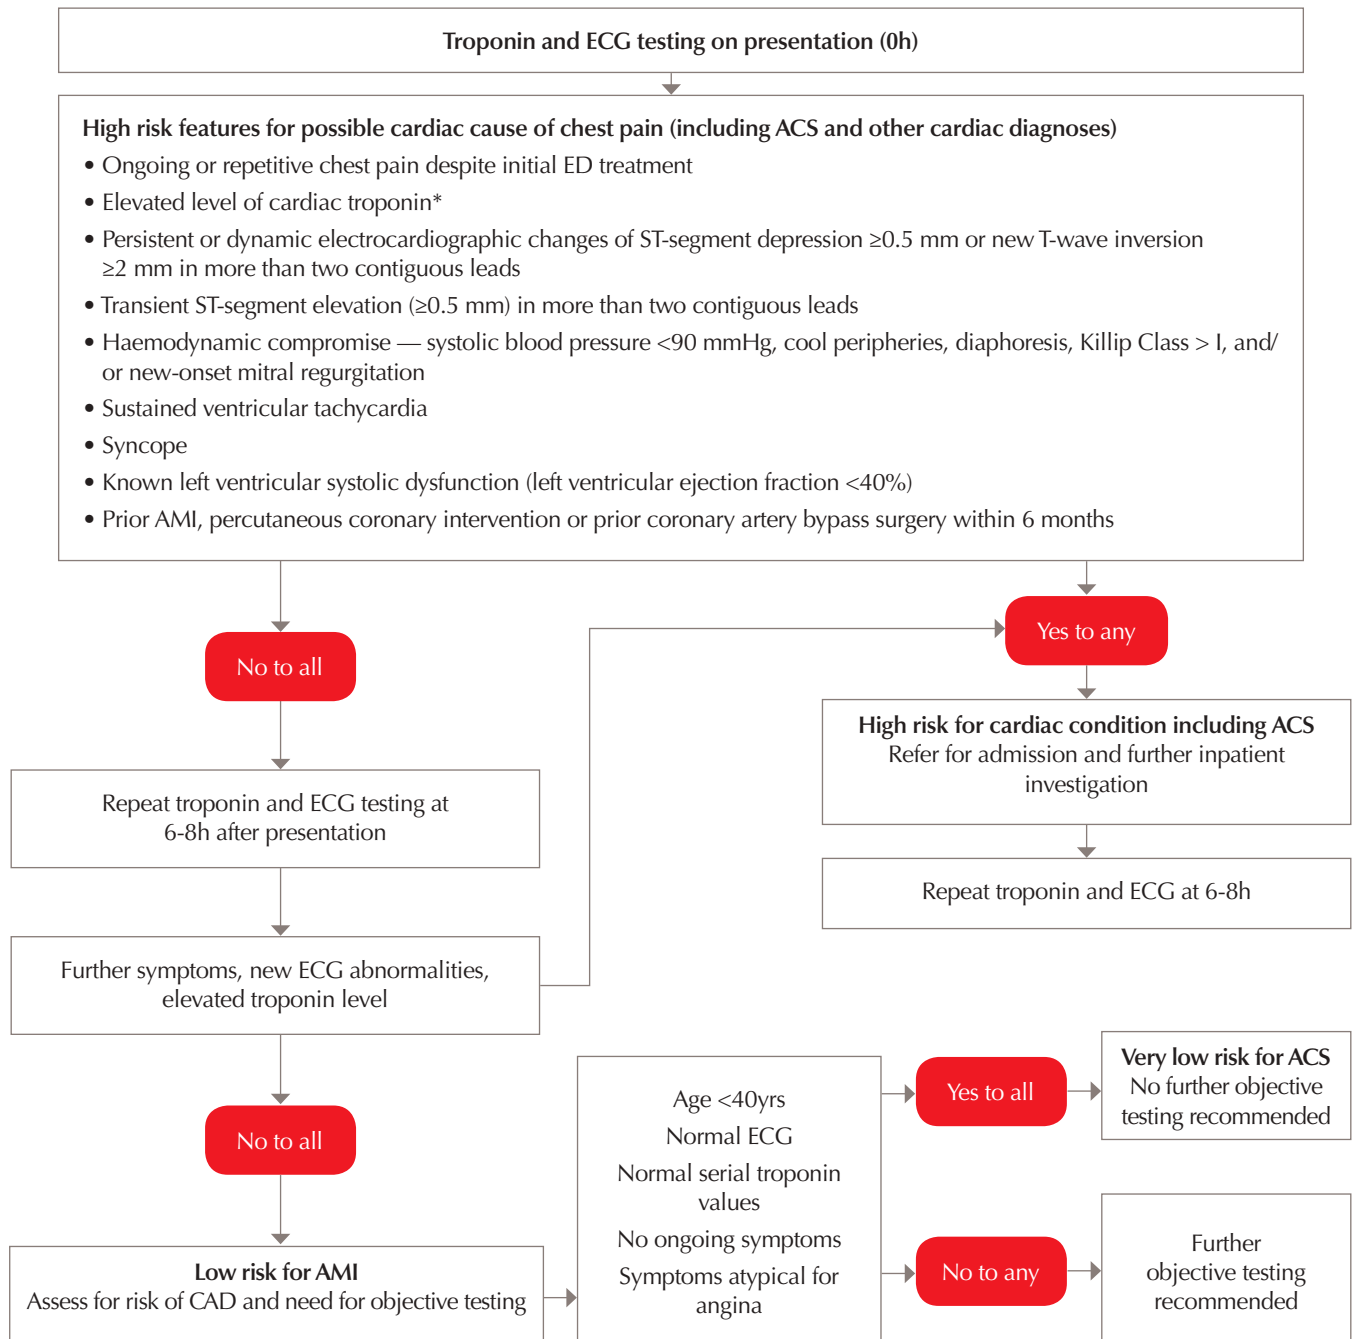 Troponin and ECG testing on presentation (0h)
High risk features for possible cardiac cause of chest pain (including ACS and other cardiac diagnoses)
• Ongoing or repetitive chest pain despite initial ED treatment
• Elevated level of cardiac troponin*
• Persistent or dynamic electrocardiographic changes of ST-segment depression ≥0.5 mm or new T-wave inversion
≥2 mm in more than two contiguous leads
• Transient ST-segment elevation (≥0.5 mm) in more than two contiguous leads
• Haemodynamic compromise — systolic blood pressure <90 mmHg, cool peripheries, diaphoresis, Killip Class > I, and/
or new-onset mitral regurgitation
• Sustained ventricular tachycardia
• Syncope
• Known left ventricular systolic dysfunction (left ventricular ejection fraction <40%)
• Prior AMI, percutaneous coronary intervention or prior coronary artery bypass surgery within 6 months
No to all
Yes to any
High risk for cardiac condition including ACS
Refer for admission and further inpatient
investigation
Repeat troponin and ECG testing at
6-8h after presentation
Repeat troponin and ECG at 6-8h
Further symptoms, new ECG abnormalities,
elevated troponin level
No to all
Low risk for AMI
Assess for risk of CAD and need for objective testing
Age <40yrs
Normal ECG
Normal serial troponin
values
No ongoing symptoms
Symptoms atypical for
angina
Yes to all
Very low risk for ACS
No further objective
testing recommended
No to any
Further
objective testing
recommended